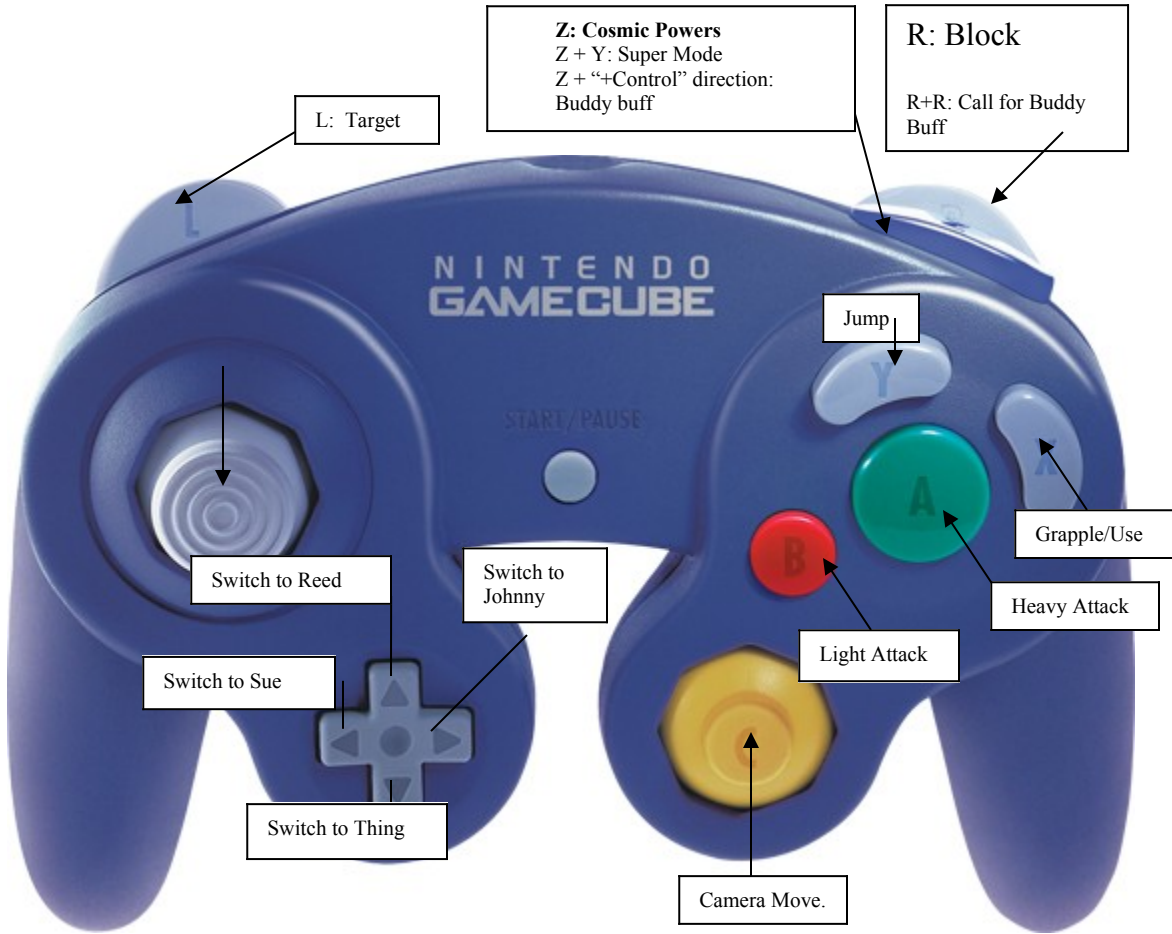 Z: Cosmic Powers
Z + Y: Super Mode
Z + “+Control” direction:
Buddy buff
R: Block
R+R: Call for Buddy
Buff
L: Target
L
R
NINTENDO
GAMECUBE
Jump
Y
START/PAUSE
X
A
Grapple/Use
B
Switch to Reed
Switch to
Johnny
Heavy Attack
Light Attack
Switch to Sue
C
Switch to Thing
Camera Move.